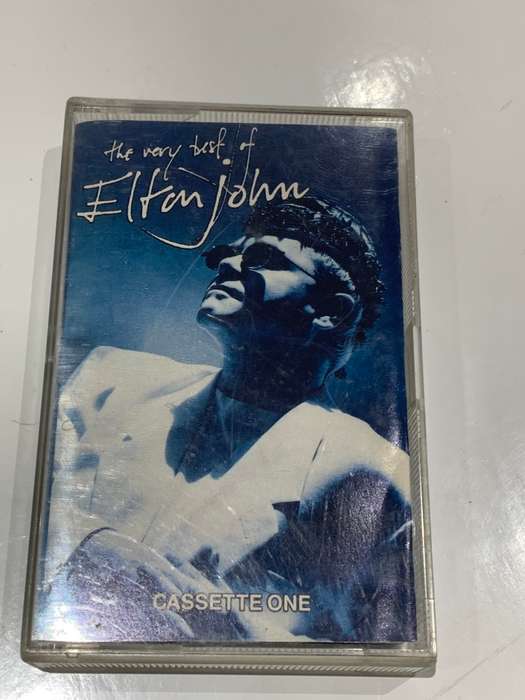 the very best of
Elton john
CASSETTE ONE